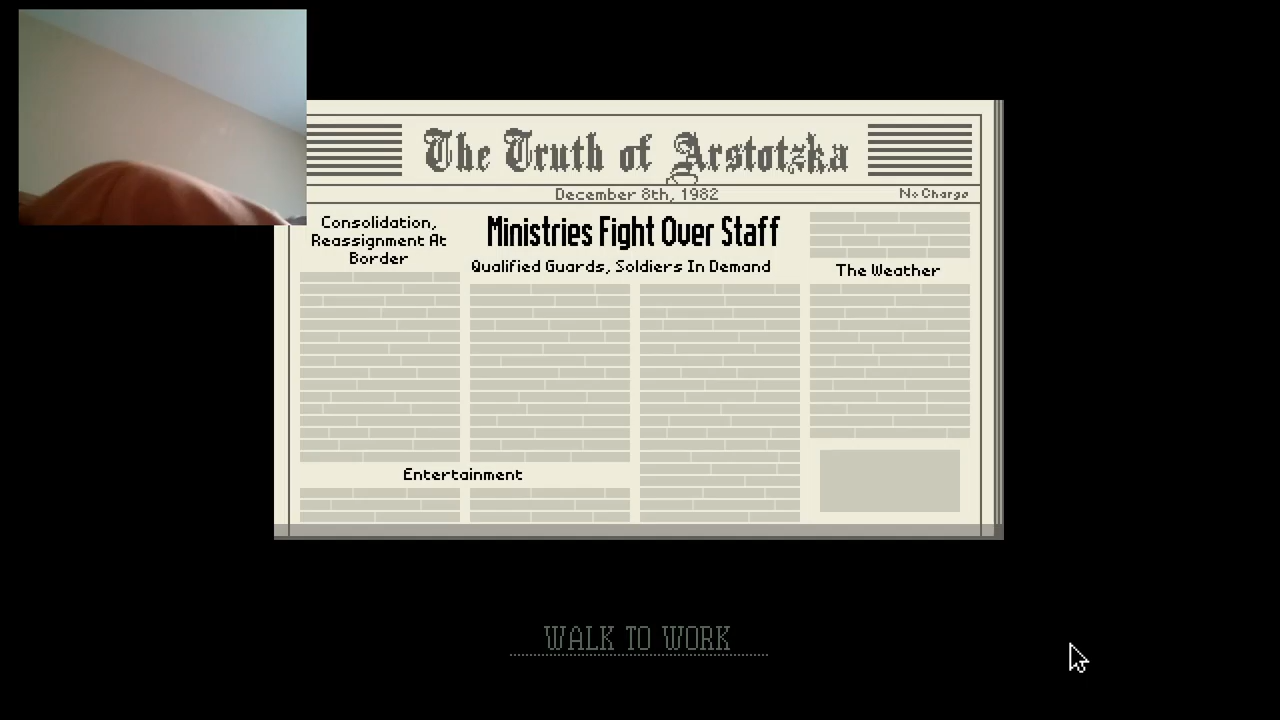 The Truth of Arstotzka
December 8th, 1982
No Charge
Consolidation,
Reassignment At
Border
Ministries Fight Over Staff
Qualified Guards, Soldiers In Demand
The Weather
Entertainment
WALK TO WORK